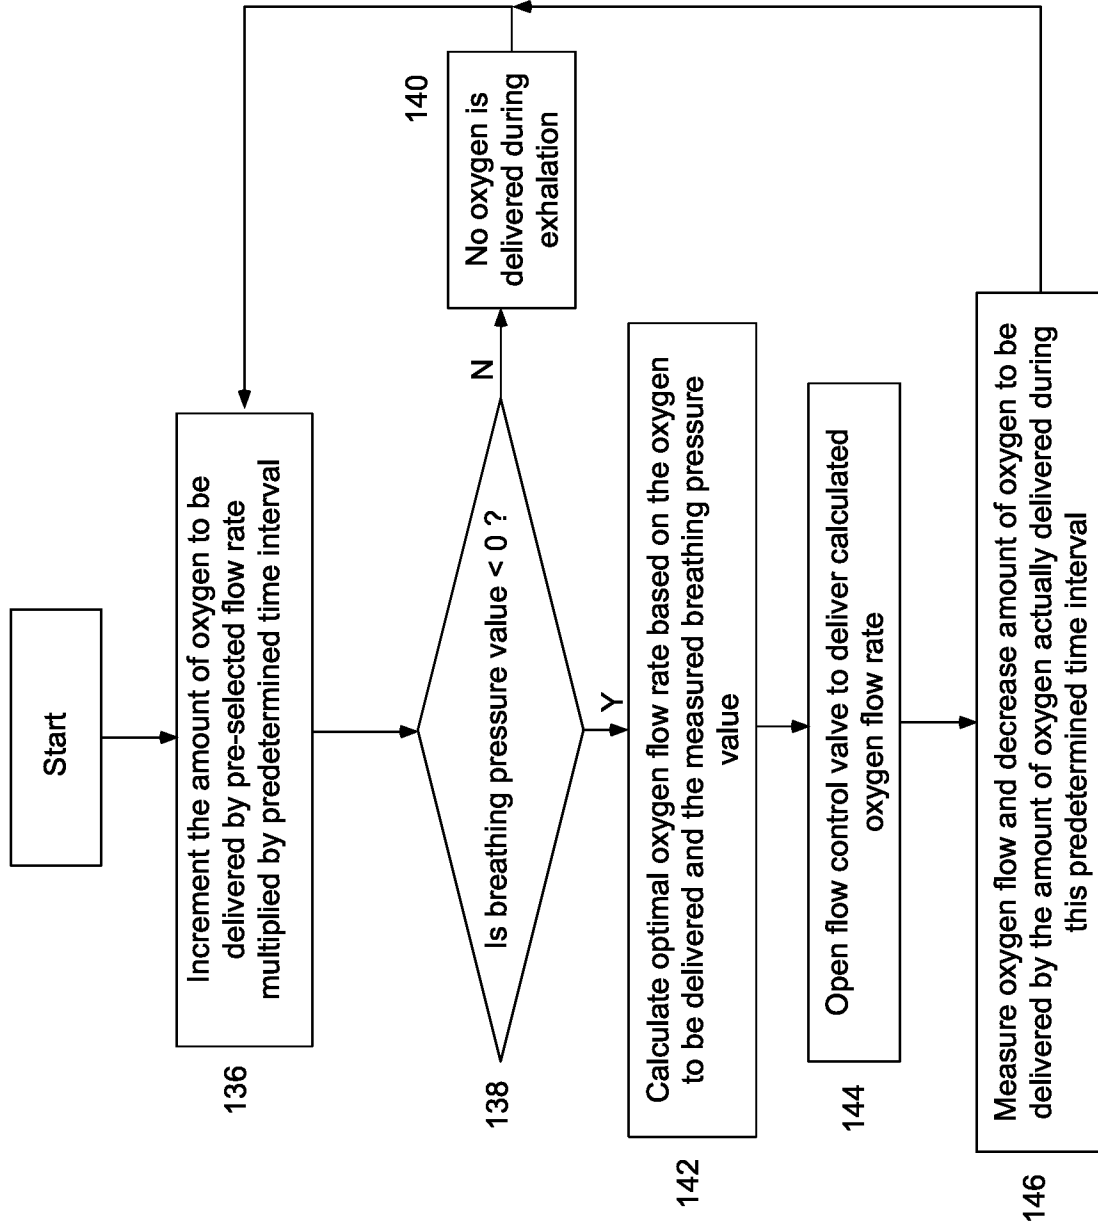 Start
136
Increment the amount of oxygen to be
delivered by pre-selected flow rate
multiplied by predetermined time interval
138
Is breathing pressure value < 0 ?
N
140
No oxygen is
delivered during
exhalation
Y
142
Calculate optimal oxygen flow rate based on the oxygen
to be delivered and the measured breathing pressure
value
144
Open flow control valve to deliver calculated
oxygen flow rate
146
Measure oxygen flow and decrease amount of oxygen to be
delivered by the amount of oxygen actually delivered during
this predetermined time interval